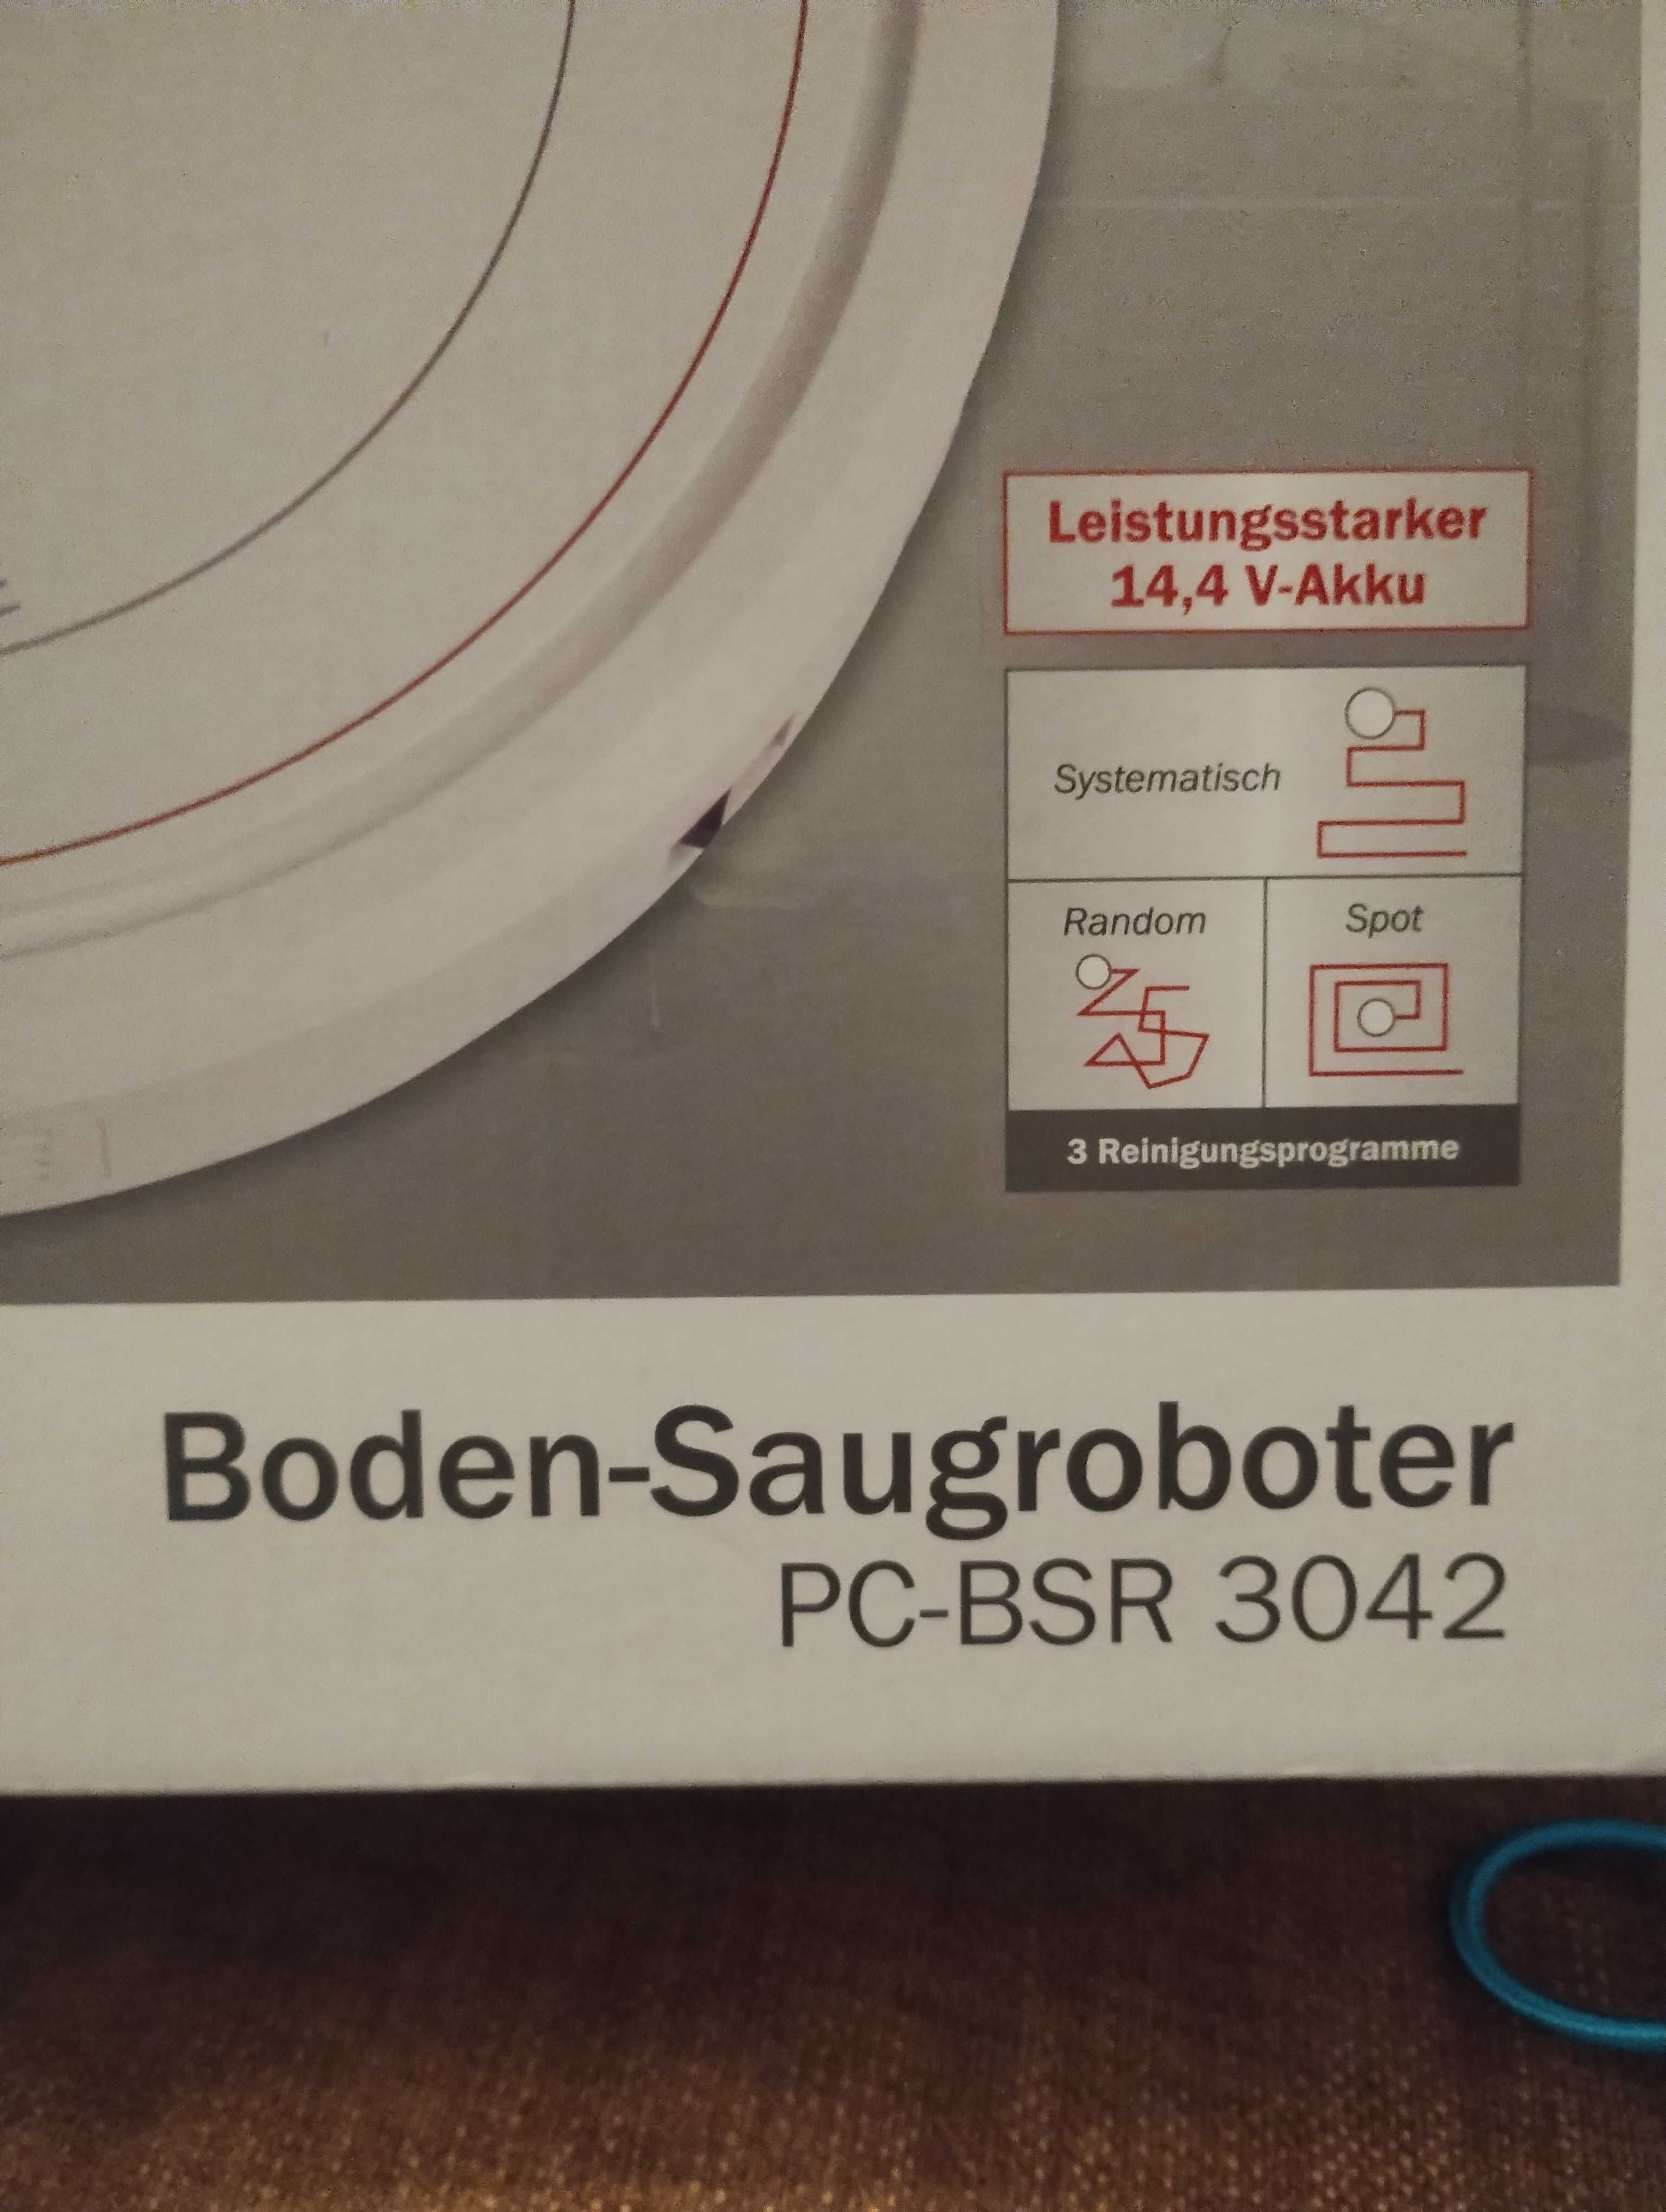 Leistungsstarker
14,4 V-Akku
Systematisch
Random
Spot
3 Reinigungsprogramme
Boden-Saugroboter
PC-BSR 3042